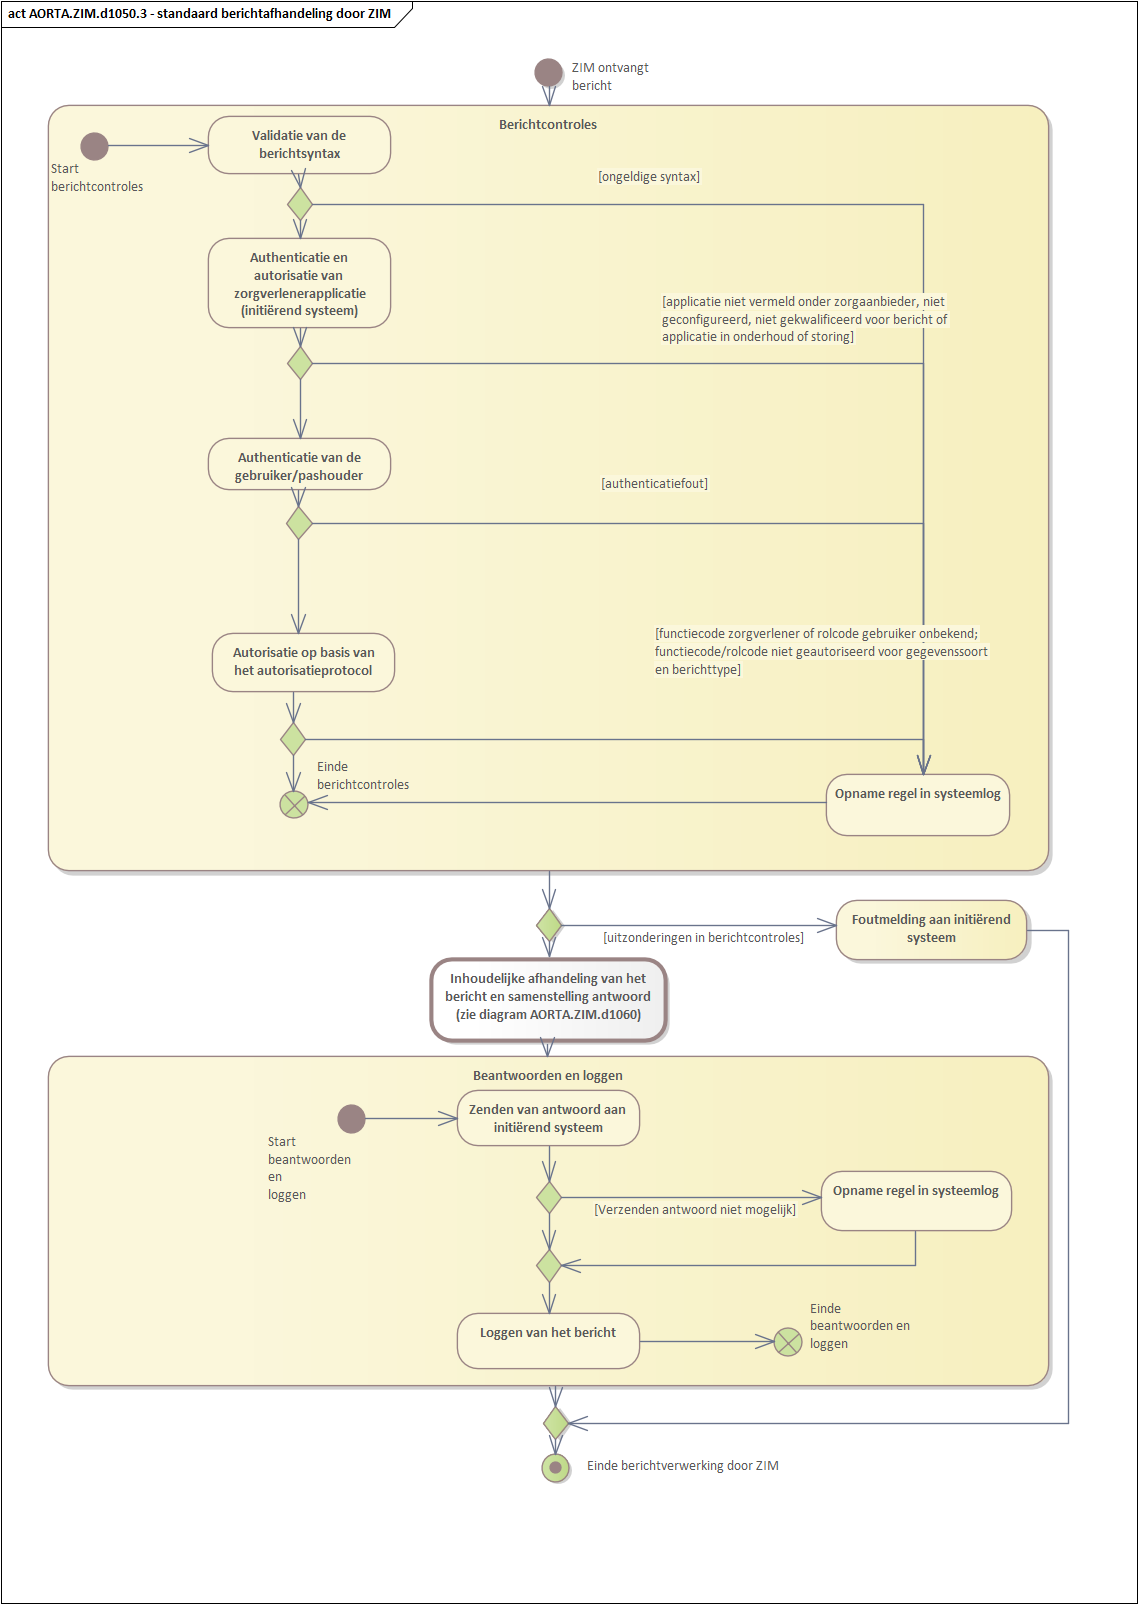 act AORTA.ZIM.d1050.3 - standaard berichtafhandeling door ZIM
ZIM ontvangt
bericht
Berichtcontroles
Start
berichtcontroles
Validatie van de
berichtsyntax
[ongeldige syntax]
Authenticatie en
autorisatie van
zorgverlenerapplicatie
(initiërend systeem)
[applicatie niet vermeld onder zorgaanbieder, niet
geconfigureerd, niet gekwalificeerd voor bericht of
applicatie in onderhoud of storing]
Authenticatie van de
gebruiker/pashouder
[authenticatiefout]
[functiecode zorgverlener of rolcode gebruiker onbekend;
functiecode/rolcode niet geautoriseerd voor gegevenssoort
en berichttype]
Autorisatie op basis van
het autorisatieprotocol
Einde
berichtcontroles
Opname regel in systeemlog
[uitzonderingen in berichtcontroles]
Foutmelding aan initiërend
systeem
Inhoudelijke afhandeling van het
bericht en samenstelling antwoord
(zie diagram AORTA.ZIM.d1060)
Beantwoorden en loggen
Start
beantwoorden
en
loggen
Zenden van antwoord aan
initiërend systeem
[Verzenden antwoord niet mogelijk]
Opname regel in systeemlog
Loggen van het bericht
Einde
beantwoorden en
loggen
Einde berichtverwerking door ZIM